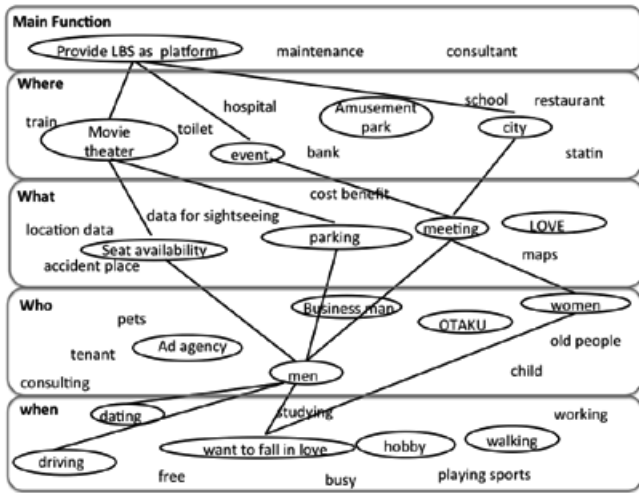 Main Function
Provide LBS as platform
maintenance
consultant
Where
train
Movie
theater
toilet
hospital
event
bank
Amusement
park
school
city
restaurant
statin
What
location data
Seat availability
accident place
data for sightseeing
cost benefit
parking
meeting
LOVE
maps
Who
pets
tenant
consulting
Ad agency
Business man
men
OTAKU
women
old people
child
when
dating
driving
studying
want to fall in love
free
busy
hobby
walking
playing sports
working